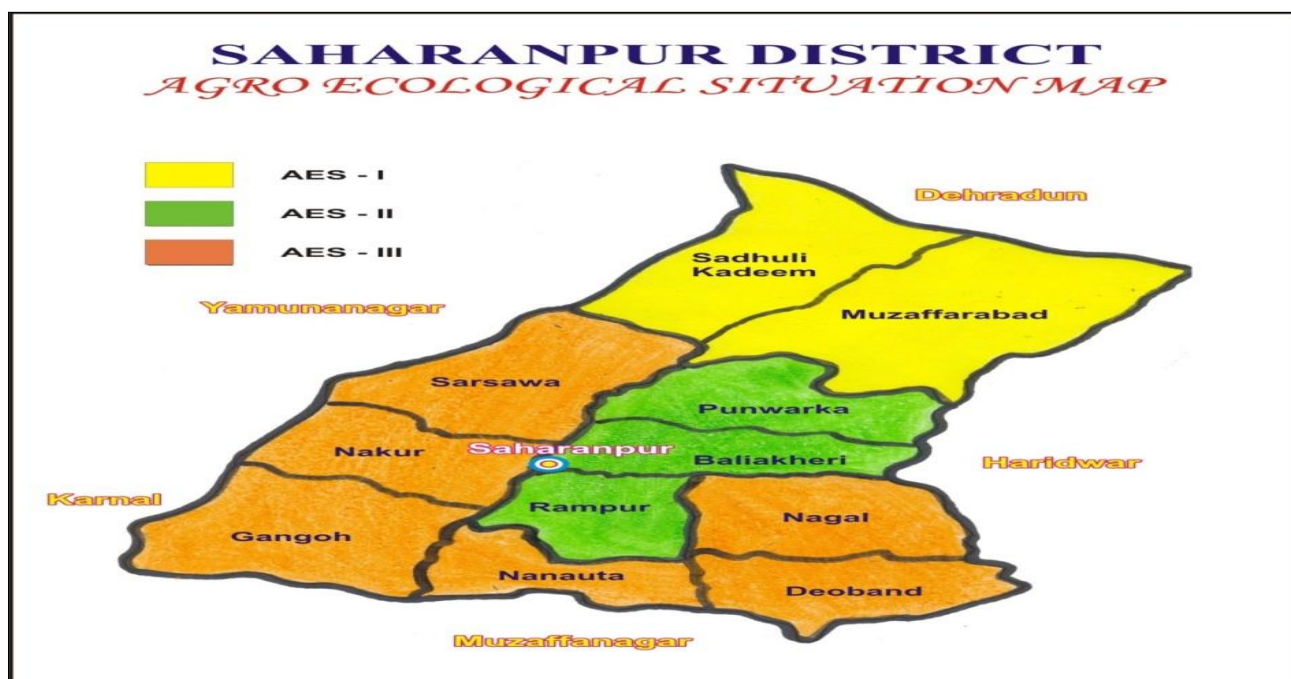 SAHARANPUR DISTRICT
AGRO ECOLOGICAL SITUATION MAP
AES - I
AES - II
AES - III
Dehradun
Sadhuli
Kadeem
Yamunanagar
Muzaffarabad
Sarsawa
Punwarka
Nakur
Saharanpur
Baliakheri
Haridwar
Karnal
Rampur
Nagal
Gangoh
Nanauta
Deoband
Muzaffanagar